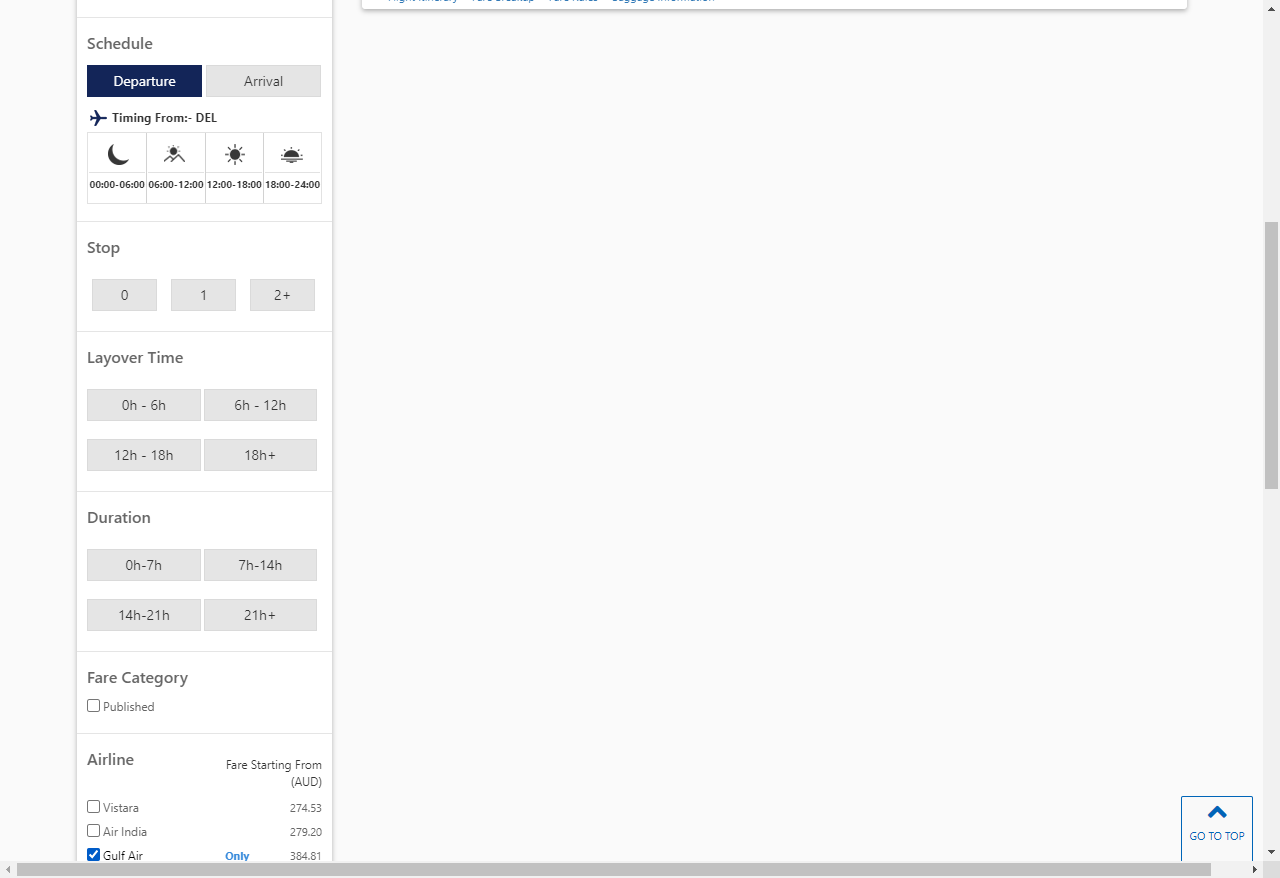 Schedule
Departure
Arrival
Timing From:- DEL
00:00-06:00 06:00-12:00 12:00-18:00 18:00-24:00
Stop
0
1
2+
Layover Time
0h - 6h
6h - 12h
12h - 18h
18h+
Duration
0h-7h
7h-14h
14h-21h
21h+
Fare Category
Published
Airline
Fare Starting From
(AUD)
Vistara 274.53
Air India 279.20
Gulf Air Only 384.81
GO TO TOP